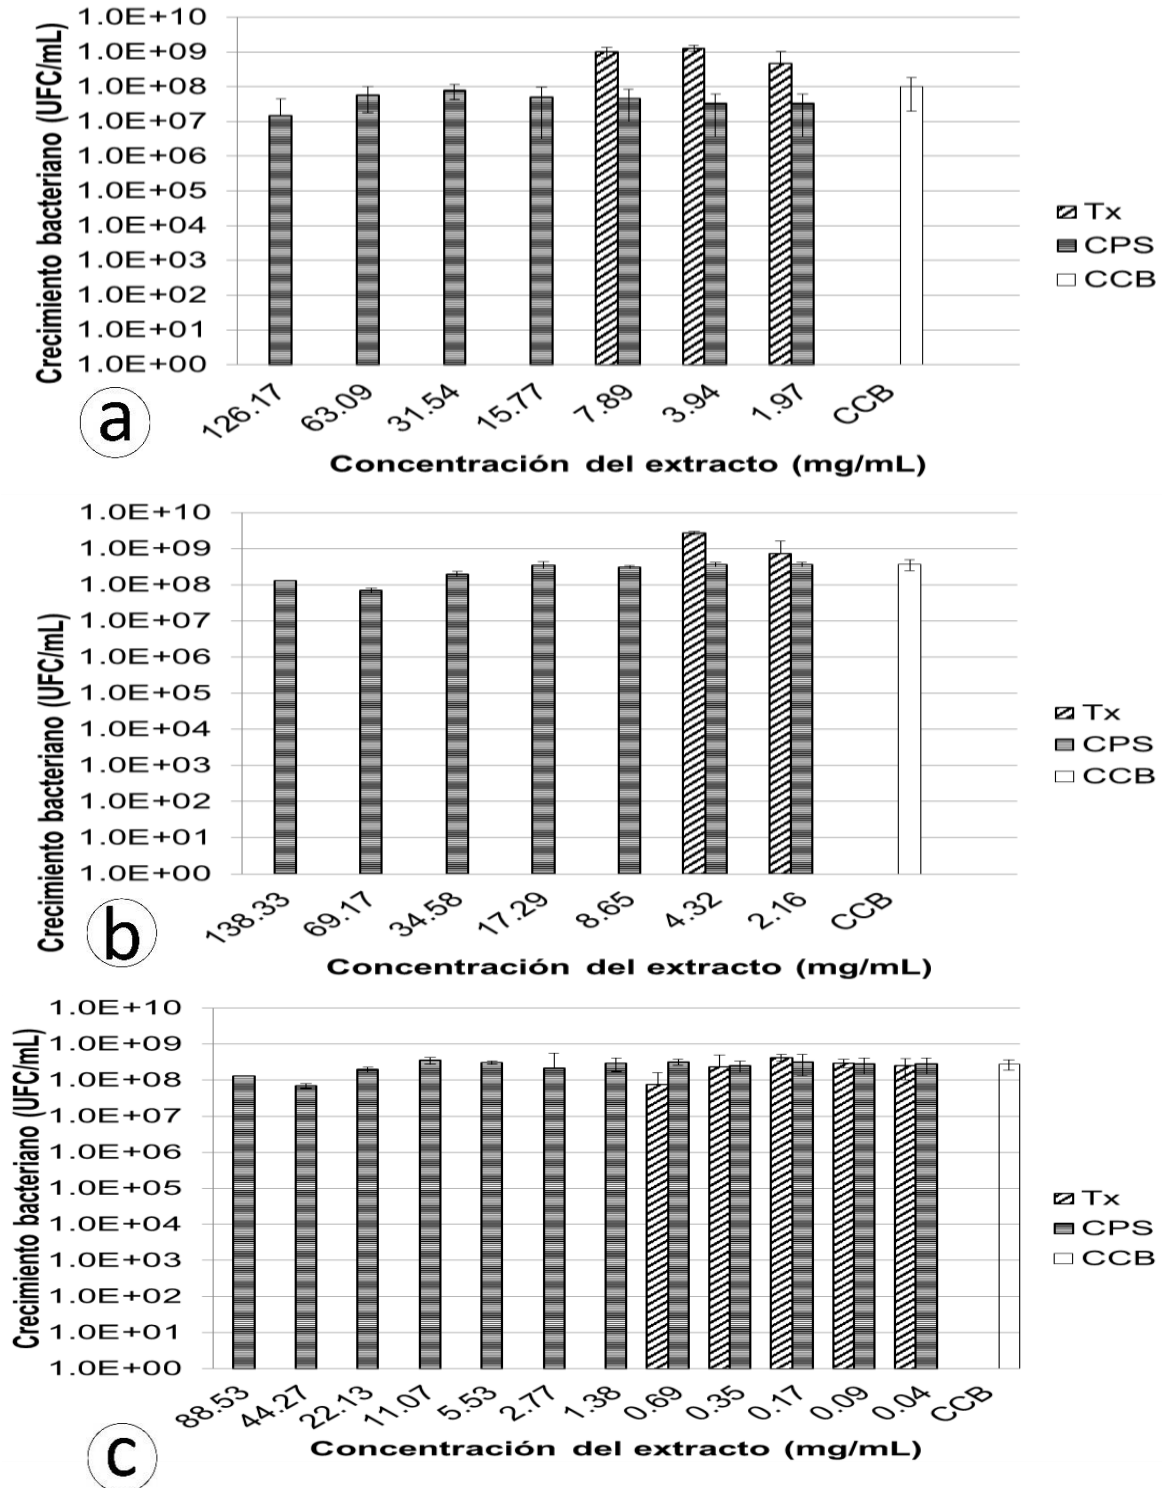 Crecimiento bacteriano (UFC/mL)
1.0E+10
1.0E+09
1.0E+08
1.0E+07
1.0E+06
1.0E+05
1.0E+04
1.0E+03
1.0E+02
1.0E+01
1.0E+00
126.17 63.09 31.54 15.77 7.89 3.94 1.97 CCB
Concentración del extracto (mg/mL)
Tx
CPS
CCB
a
Crecimiento bacteriano (UFC/mL)
1.0E+10
1.0E+09
1.0E+08
1.0E+07
1.0E+06
1.0E+05
1.0E+04
1.0E+03
1.0E+02
1.0E+01
1.0E+00
138.33 69.17 34.58 17.29 8.65 4.32 2.16 CCB
Concentración del extracto (mg/mL)
Tx
CPS
CCB
b
Crecimiento bacteriano (UFC/mL)
1.0E+10
1.0E+09
1.0E+08
1.0E+07
1.0E+06
1.0E+05
1.0E+04
1.0E+03
1.0E+02
1.0E+01
1.0E+00
88.53 44.27 22.13 11.07 5.53 2.77 1.38 0.69 0.35 0.17 0.09 0.04 CCB
Concentración del extracto (mg/mL)
Tx
CPS
CCB
c